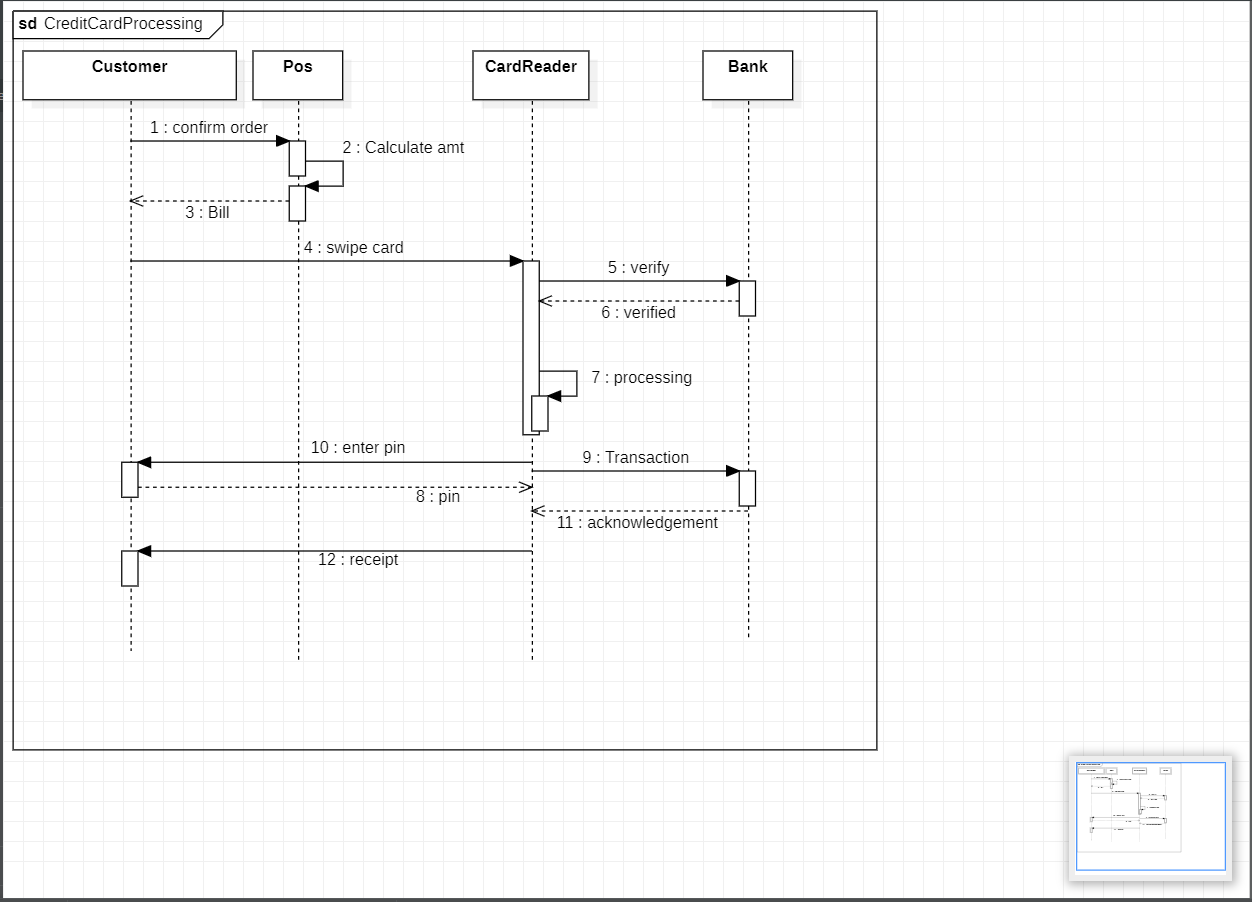 sd CreditCardProcessing
Customer
Pos
CardReader
Bank
1 : confirm order
2 : Calculate amt
3 : Bill
4 : swipe card
5 : verify
6 : verified
7 : processing
10 : enter pin
9 : Transaction
8 : pin
11 : acknowledgement
12 : receipt